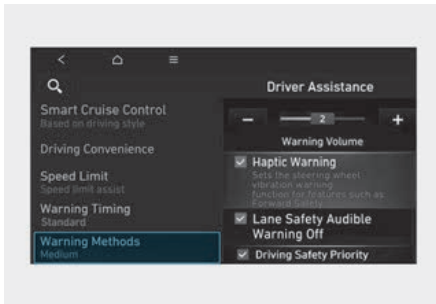 Driver Assistance
Smart Cruise Control
Based on driving style
Driving Convenience
Speed Limit
Speed limit assist
Warning Timing
Standard
Warning Methods
Medium
2
Warning Volume
Haptic Warning
Sets the steering wheel
vibration warning
function for features such as
Forward Safety
Lane Safety Audible
Warning Off
Driving Safety Priority